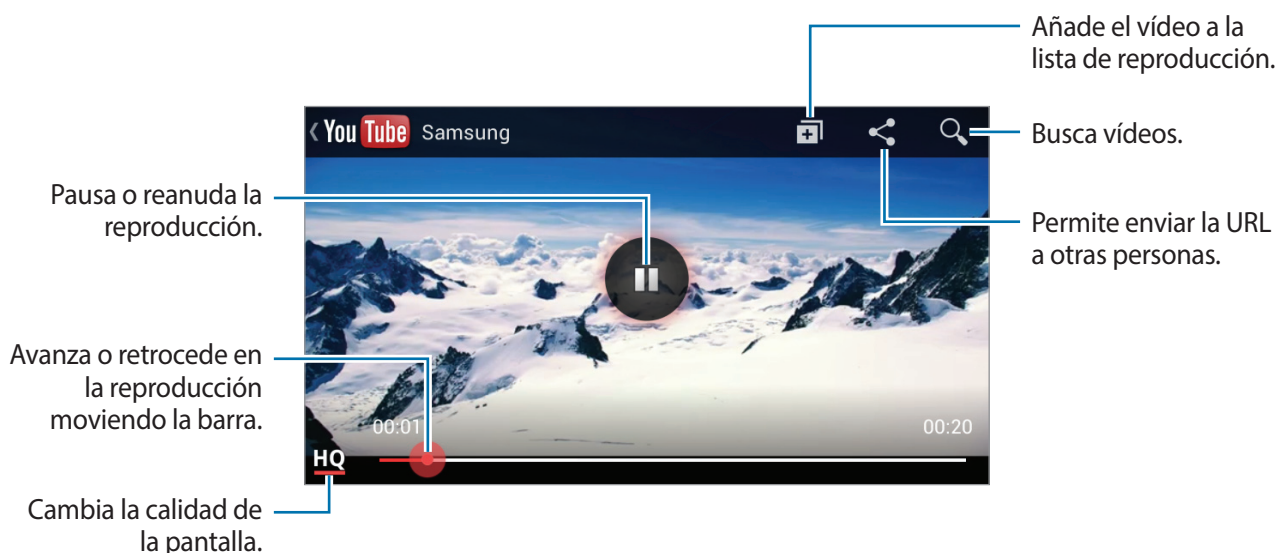 Añade el vídeo a la
lista de reproducción.
You Tube Samsung
Busca vídeos.
Pausa o reanuda la
reproducción.
Permite enviar la URL
a otras personas.
Avanza o retrocede en
la reproducción
moviendo la barra.
00:01 00:20
HQ
Cambia la calidad de
la pantalla.